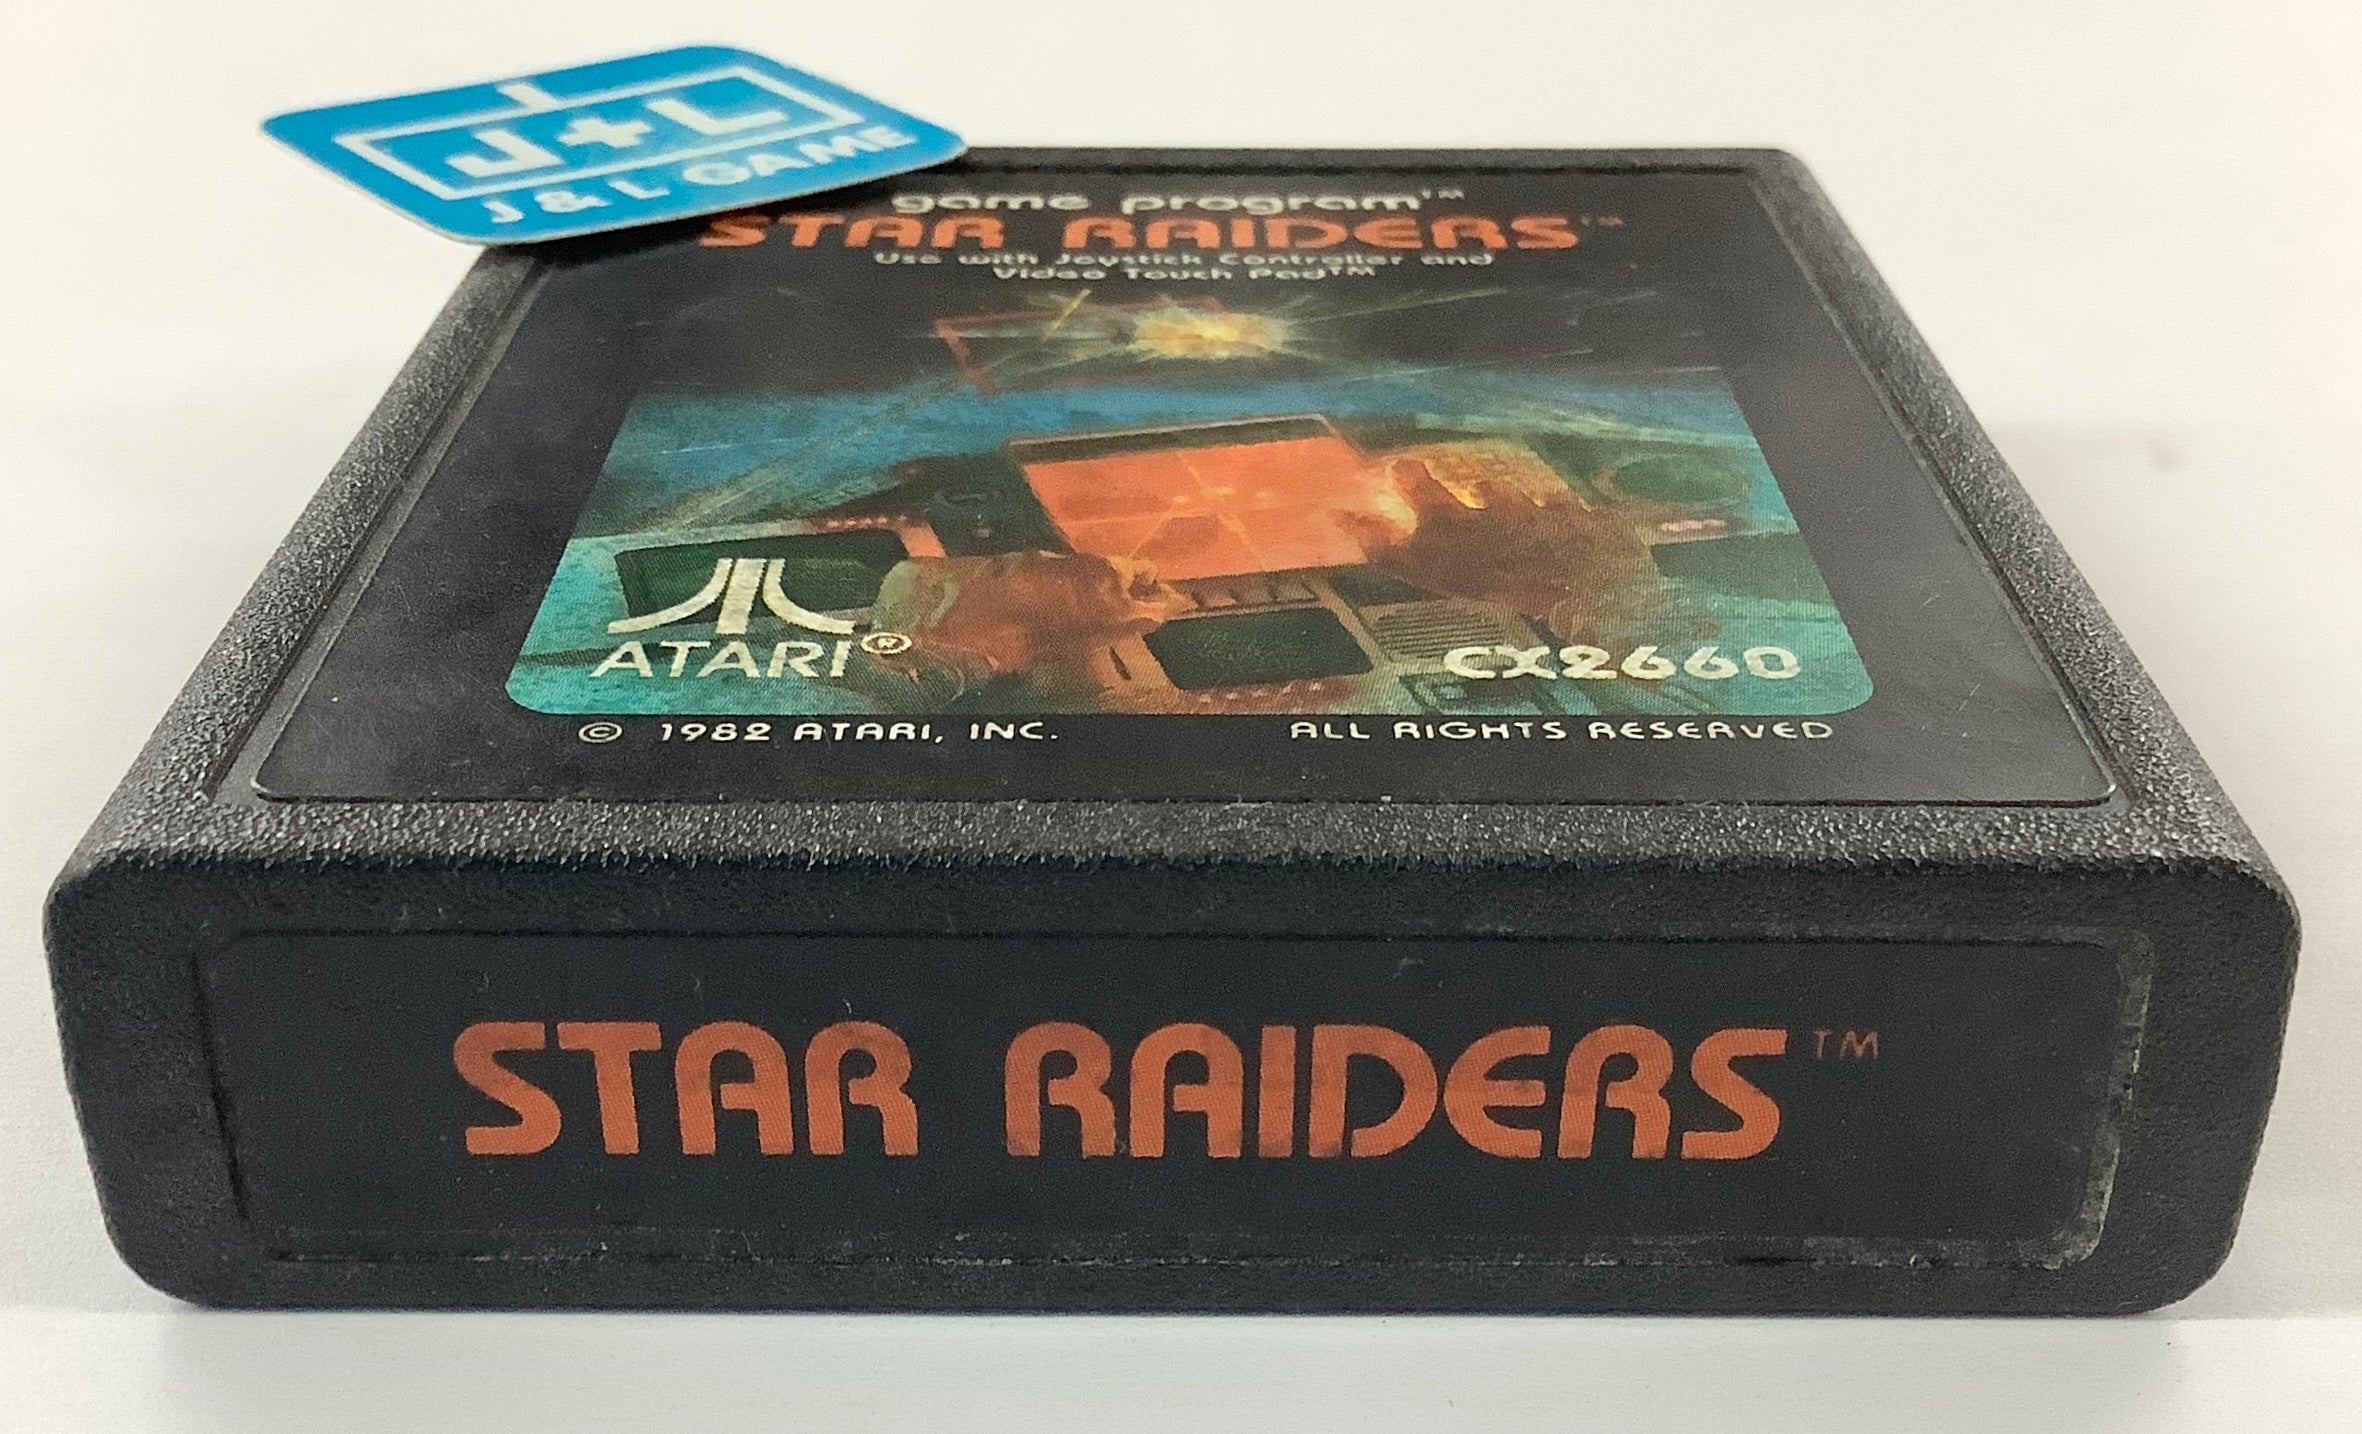 J+L
J & L GAME
game program™
STAR RAIDERS™
Use with Joystick Controller and
Video Touch Pad™
ATARI®
CX2660
© 1982 ATARI, INC.
ALL RIGHTS RESERVED
STAR RAIDERS™